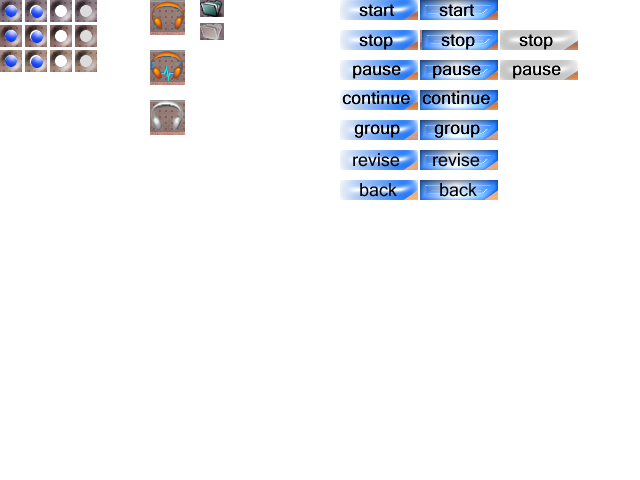 start start
stop stop stop
pause pause pause
continue continue
group group
revise revise
back back